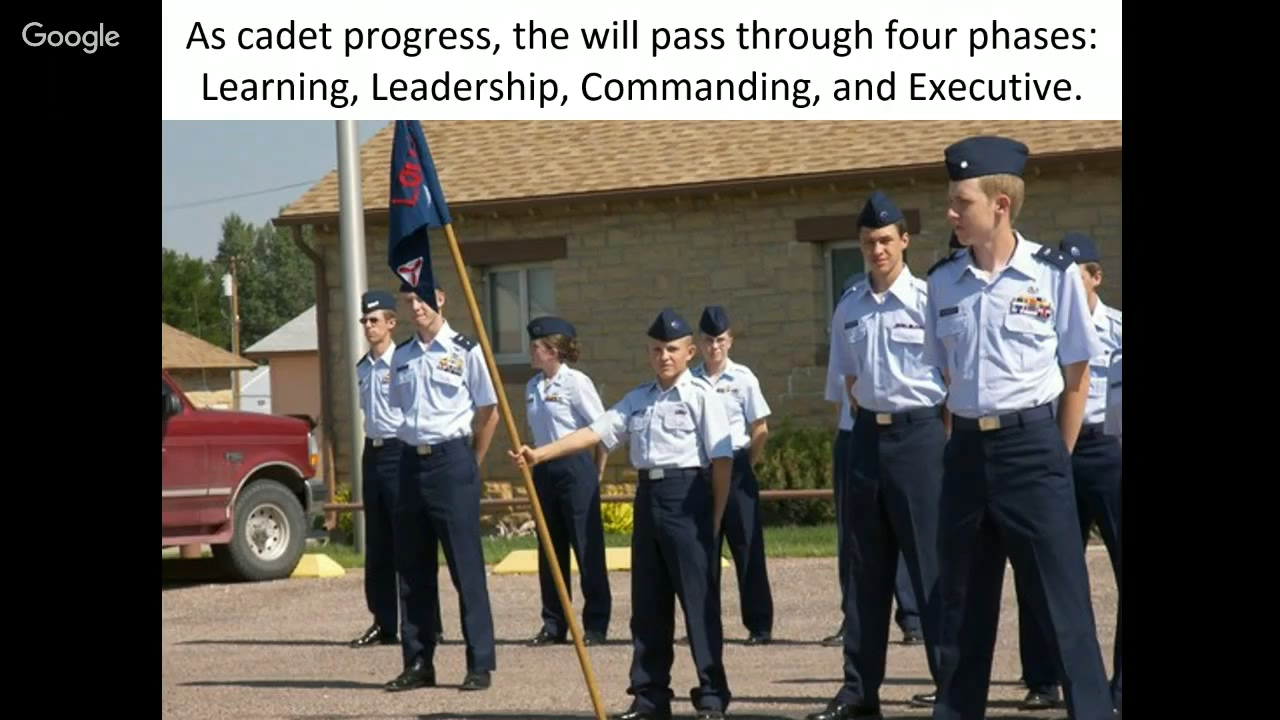 Google
As cadet progress, the will pass through four phases:
Learning, Leadership, Commanding, and Executive.